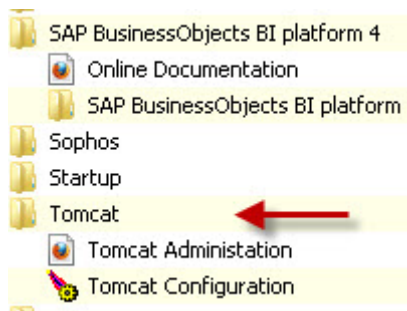 SAP BusinessObjects BI platform 4
Online Documentation
SAP BusinessObjects BI platform
Sophos
Startup
Tomcat
Tomcat Administation
Tomcat Configuration